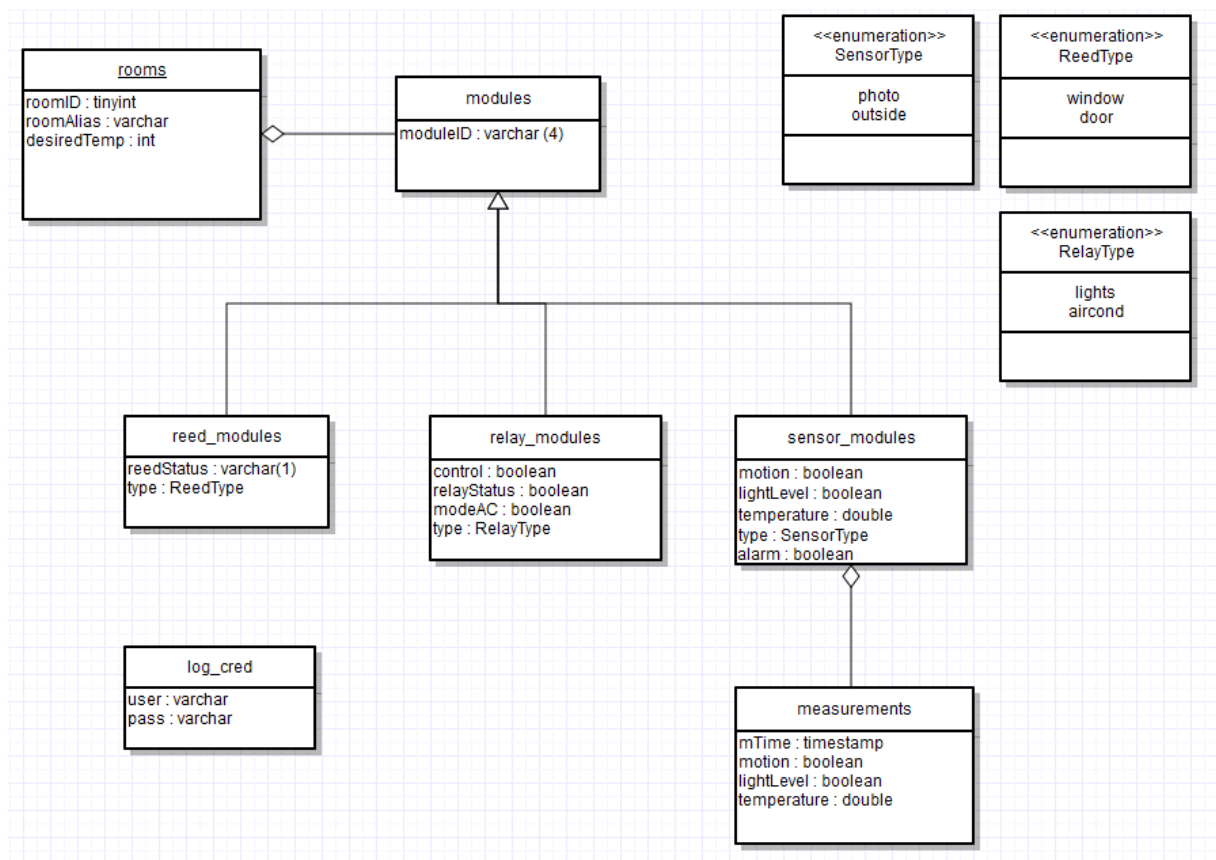 rooms
roomID : tinyint
roomAlias : varchar
desiredTemp : int
modules
moduleID : varchar (4)
<<enumeration>>
SensorType
photo
outside
<<enumeration>>
ReedType
window
door
<<enumeration>>
RelayType
lights
aircond
reed_modules
reedStatus : varchar(1)
type : ReedType
relay_modules
control : boolean
relayStatus : boolean
modeAC : boolean
type : RelayType
sensor_modules
motion : boolean
lightLevel : boolean
temperature : double
type : SensorType
alarm : boolean
log_cred
user : varchar
pass : varchar
measurements
mTime : timestamp
motion : boolean
lightLevel : boolean
temperature : double